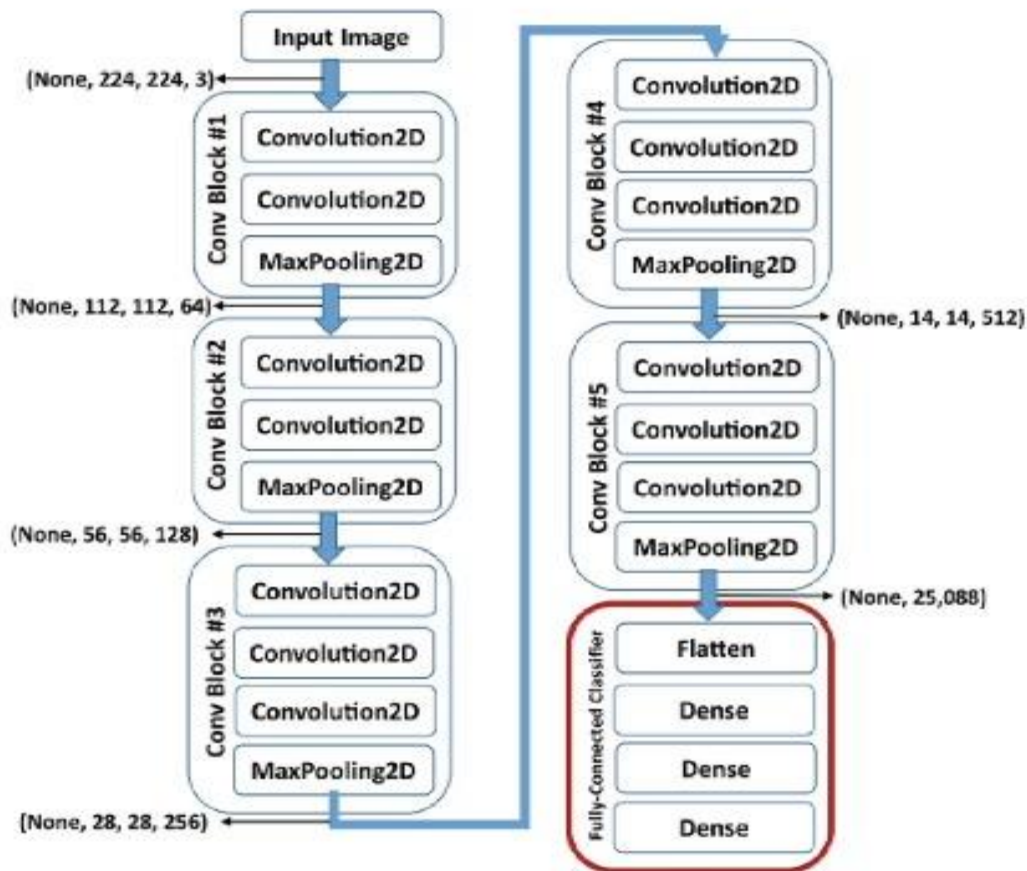 Input Image
(None, 224, 224, 3)
Conv Block #1
Convolution2D
Convolution2D
MaxPooling2D
(None, 112, 112, 64)
Conv Block #2
Convolution2D
Convolution2D
MaxPooling2D
(None, 56, 56, 128)
Conv Block #3
Convolution2D
Convolution2D
Convolution2D
MaxPooling2D
(None, 28, 28, 256)
Conv Block #4
Convolution2D
Convolution2D
Convolution2D
MaxPooling2D
(None, 14, 14, 512)
Conv Block #5
Convolution2D
Convolution2D
Convolution2D
MaxPooling2D
(None, 25,088)
Fully-Connected Classifier
Flatten
Dense
Dense
Dense